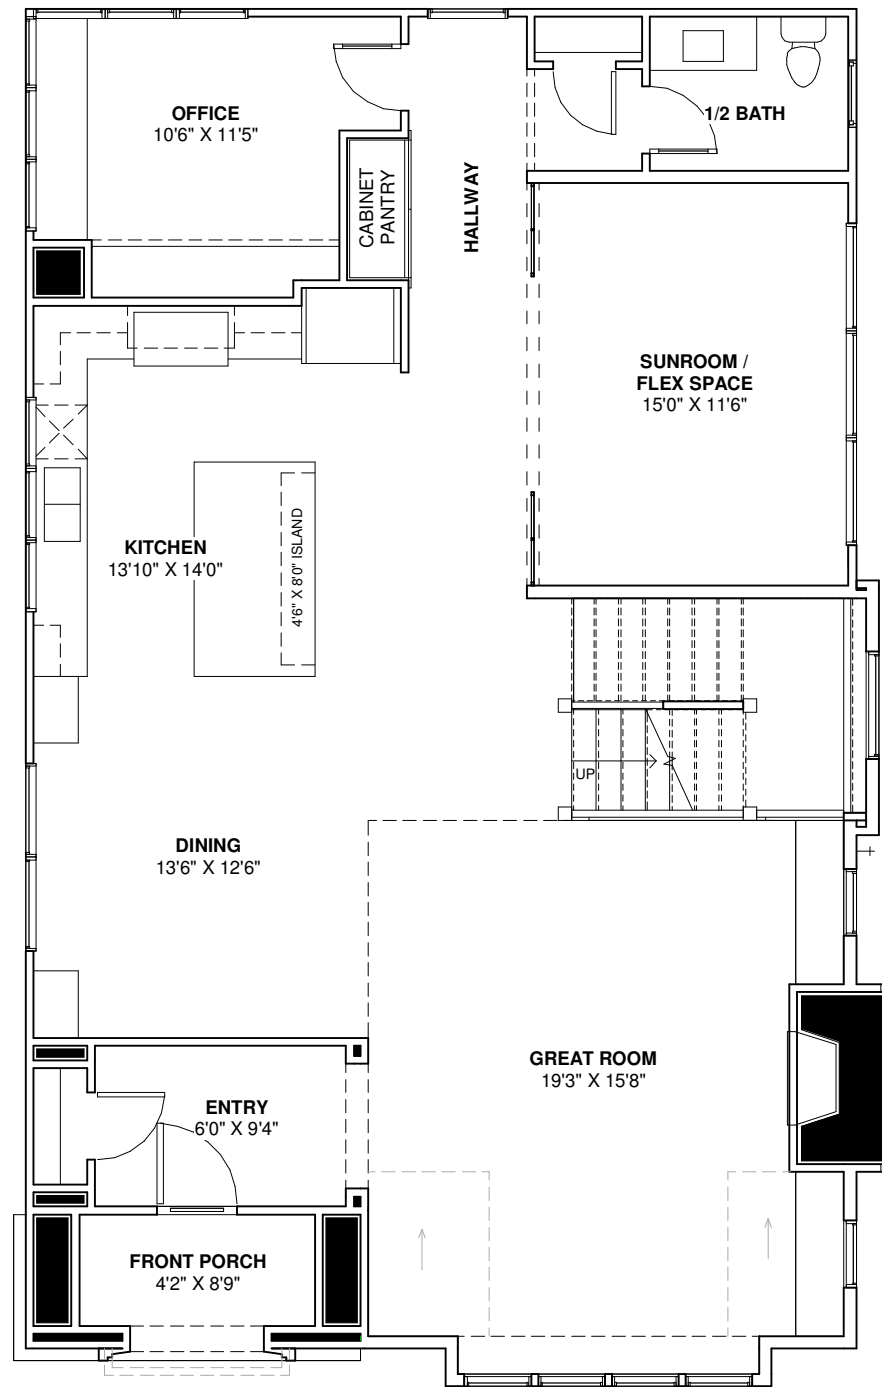 OFFICE
10'6" X 11'5"
1/2 BATH
CABINET
PANTRY
HALLWAY
SUNROOM /
FLEX SPACE
15'0" X 11'6"
KITCHEN
13'10" X 14'0"
4'6" X 8'0" ISLAND
UP
DINING
13'6" X 12'6"
GREAT ROOM
19'3" X 15'8"
ENTRY
6'0" X 9'4"
FRONT PORCH
4'2" X 8'9"